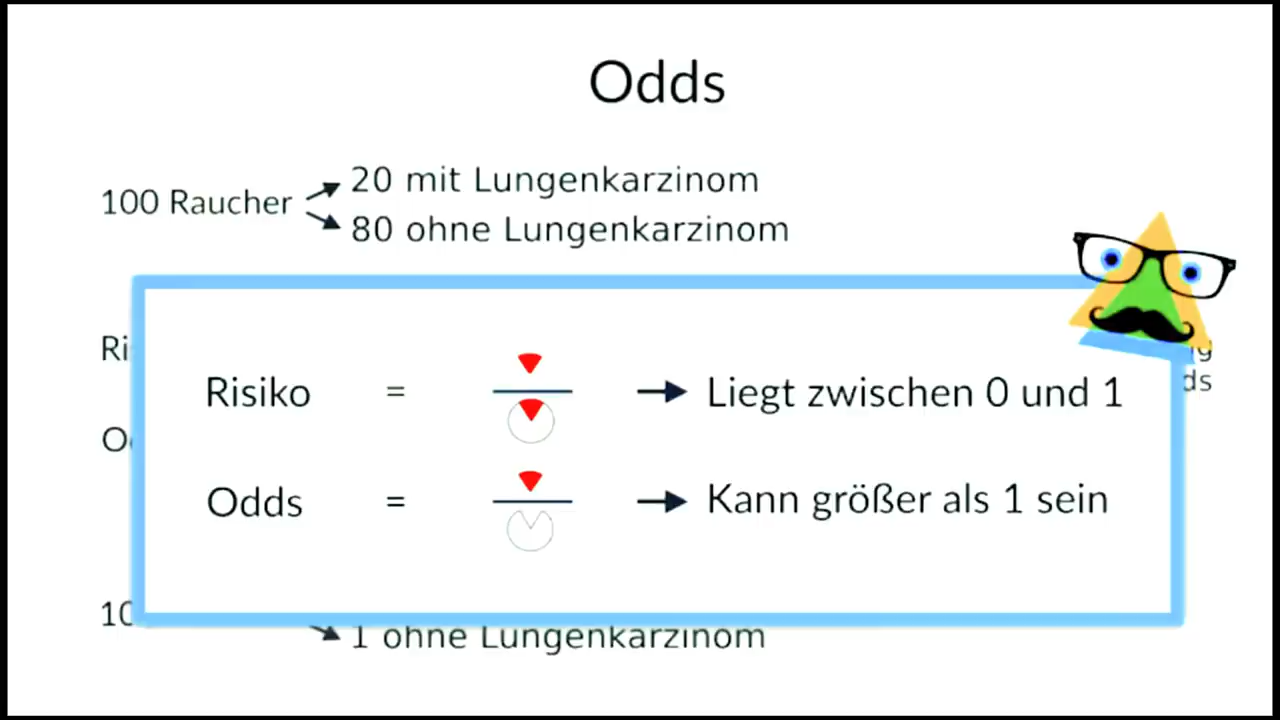 Odds
100 Raucher
20 mit Lungenkarzinom
80 ohne Lungenkarzinom
Risiko = Liegt zwischen 0 und 1
Odds = Kann größer als 1 sein
1 ohne Lungenkarzinom